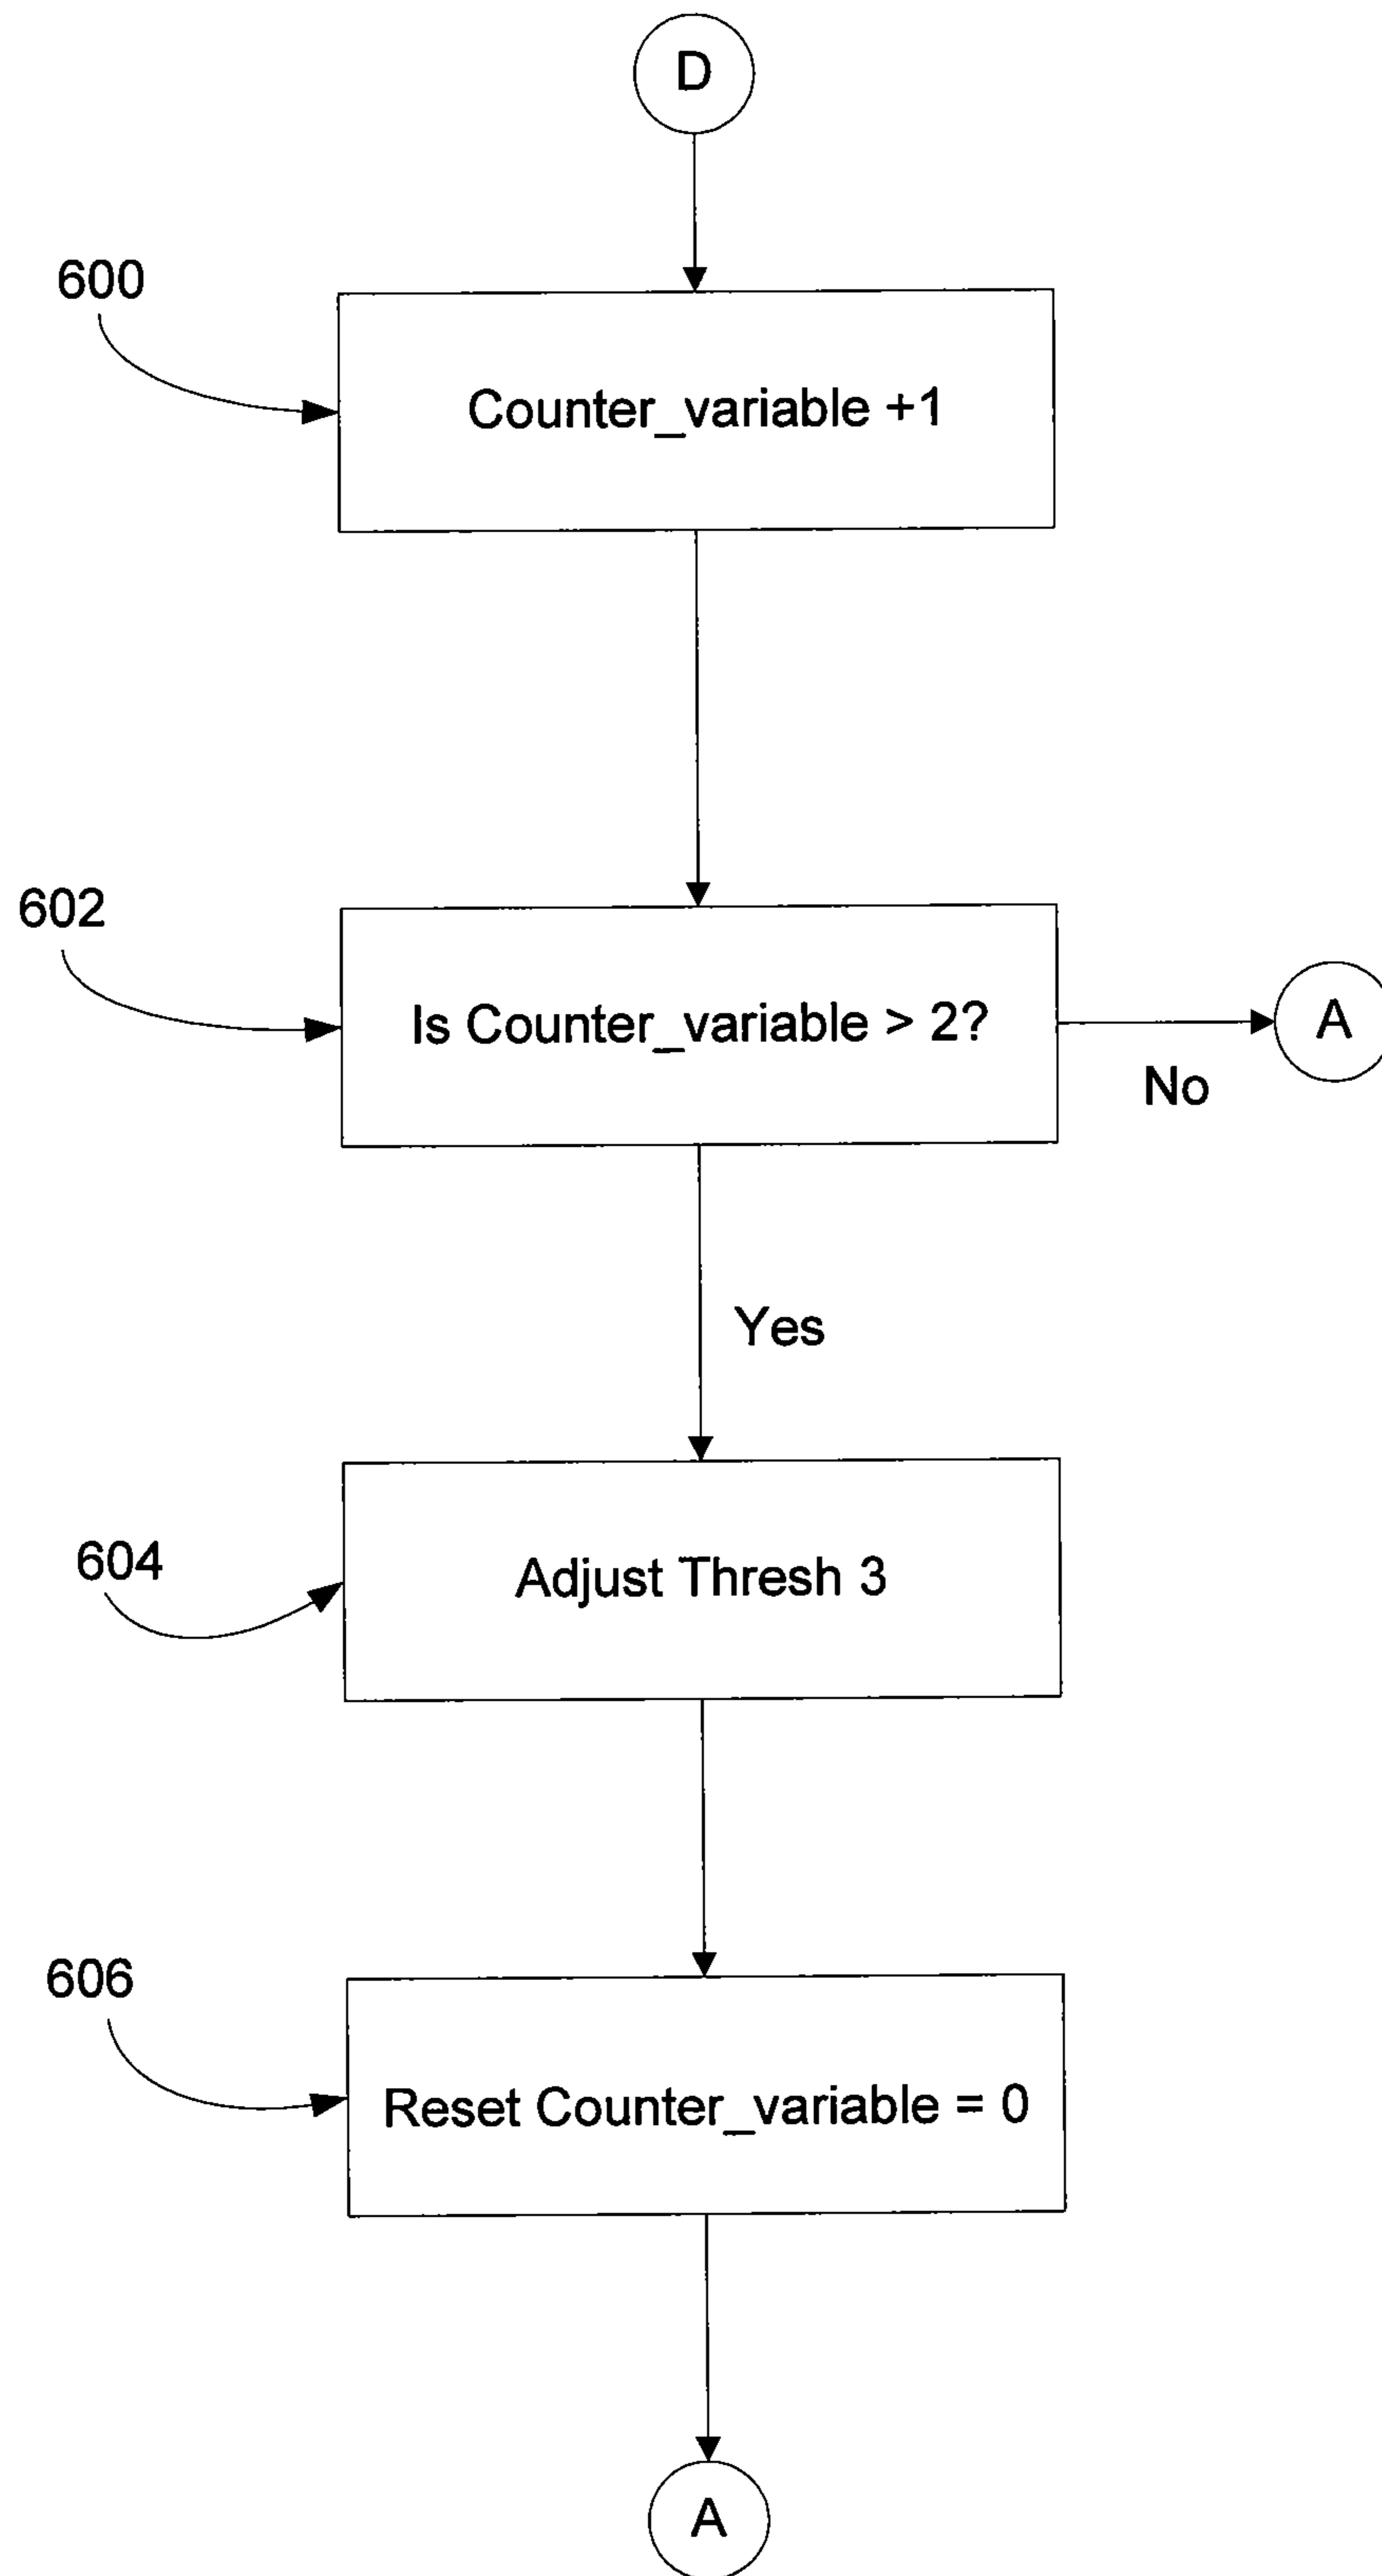 D
600
Counter_variable +1
602
Is Counter_variable > 2?
A
No
Yes
604
Adjust Thresh 3
606
Reset Counter_variable = 0
A